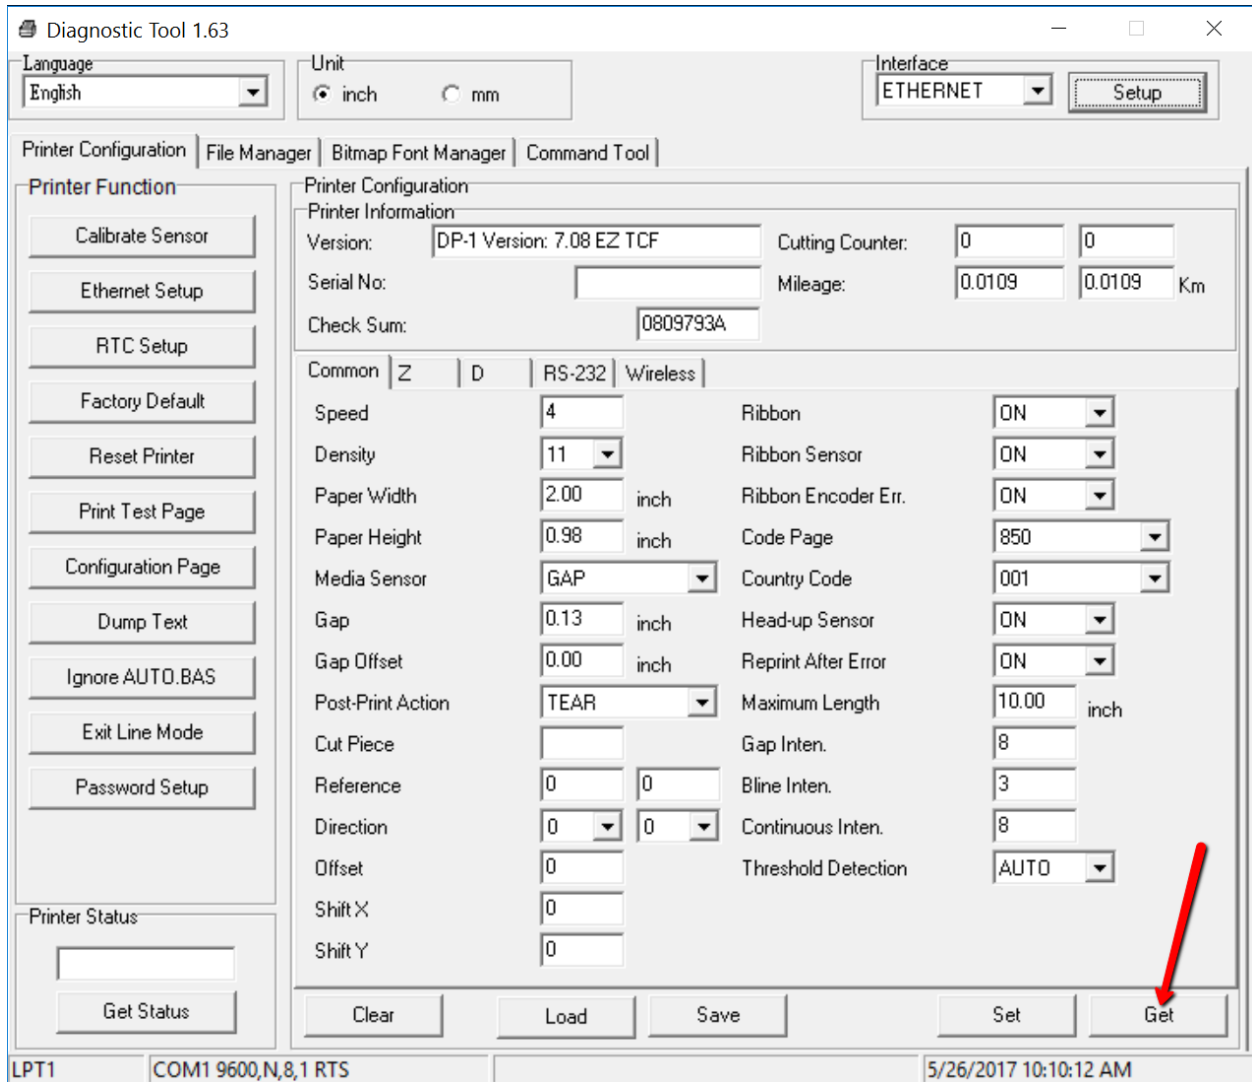 Diagnostic Tool 1.63
Language Unit Interface
English inch mm ETHERNET Setup
Printer Configuration File Manager Bitmap Font Manager Command Tool
Printer Function
Calibrate Sensor
Ethernet Setup
RTC Setup
Factory Default
Reset Printer
Print Test Page
Configuration Page
Dump Text
Ignore AUTO.BAS
Exit Line Mode
Password Setup
Printer Status
Get Status
Printer Configuration
Printer Information
Version: DP-1 Version: 7.08 EZ TCF Cutting Counter: 0 0
Serial No: Mileage: 0.0109 0.0109 Km
Check Sum: 0809793A
Common Z D RS-232 Wireless
Speed 4 Ribbon ON
Density 11 Ribbon Sensor ON
Paper Width 2.00 inch Ribbon Encoder Err. ON
Paper Height 0.98 inch Code Page 850
Media Sensor GAP Country Code 001
Gap 0.13 inch Head-up Sensor ON
Gap Offset 0.00 inch Reprint After Error ON
Post-Print Action TEAR Maximum Length 10.00 inch
Cut Piece Gap Inten. 8
Reference 0 0 Bline Inten. 3
Direction 0 0 Continuous Inten. 8
Offset 0 Threshold Detection AUTO
Shift X 0
Shift Y 0
Clear Load Save Set Get
LPT1 COM1 9600,N,8,1 RTS 5/26/2017 10:10:12 AM